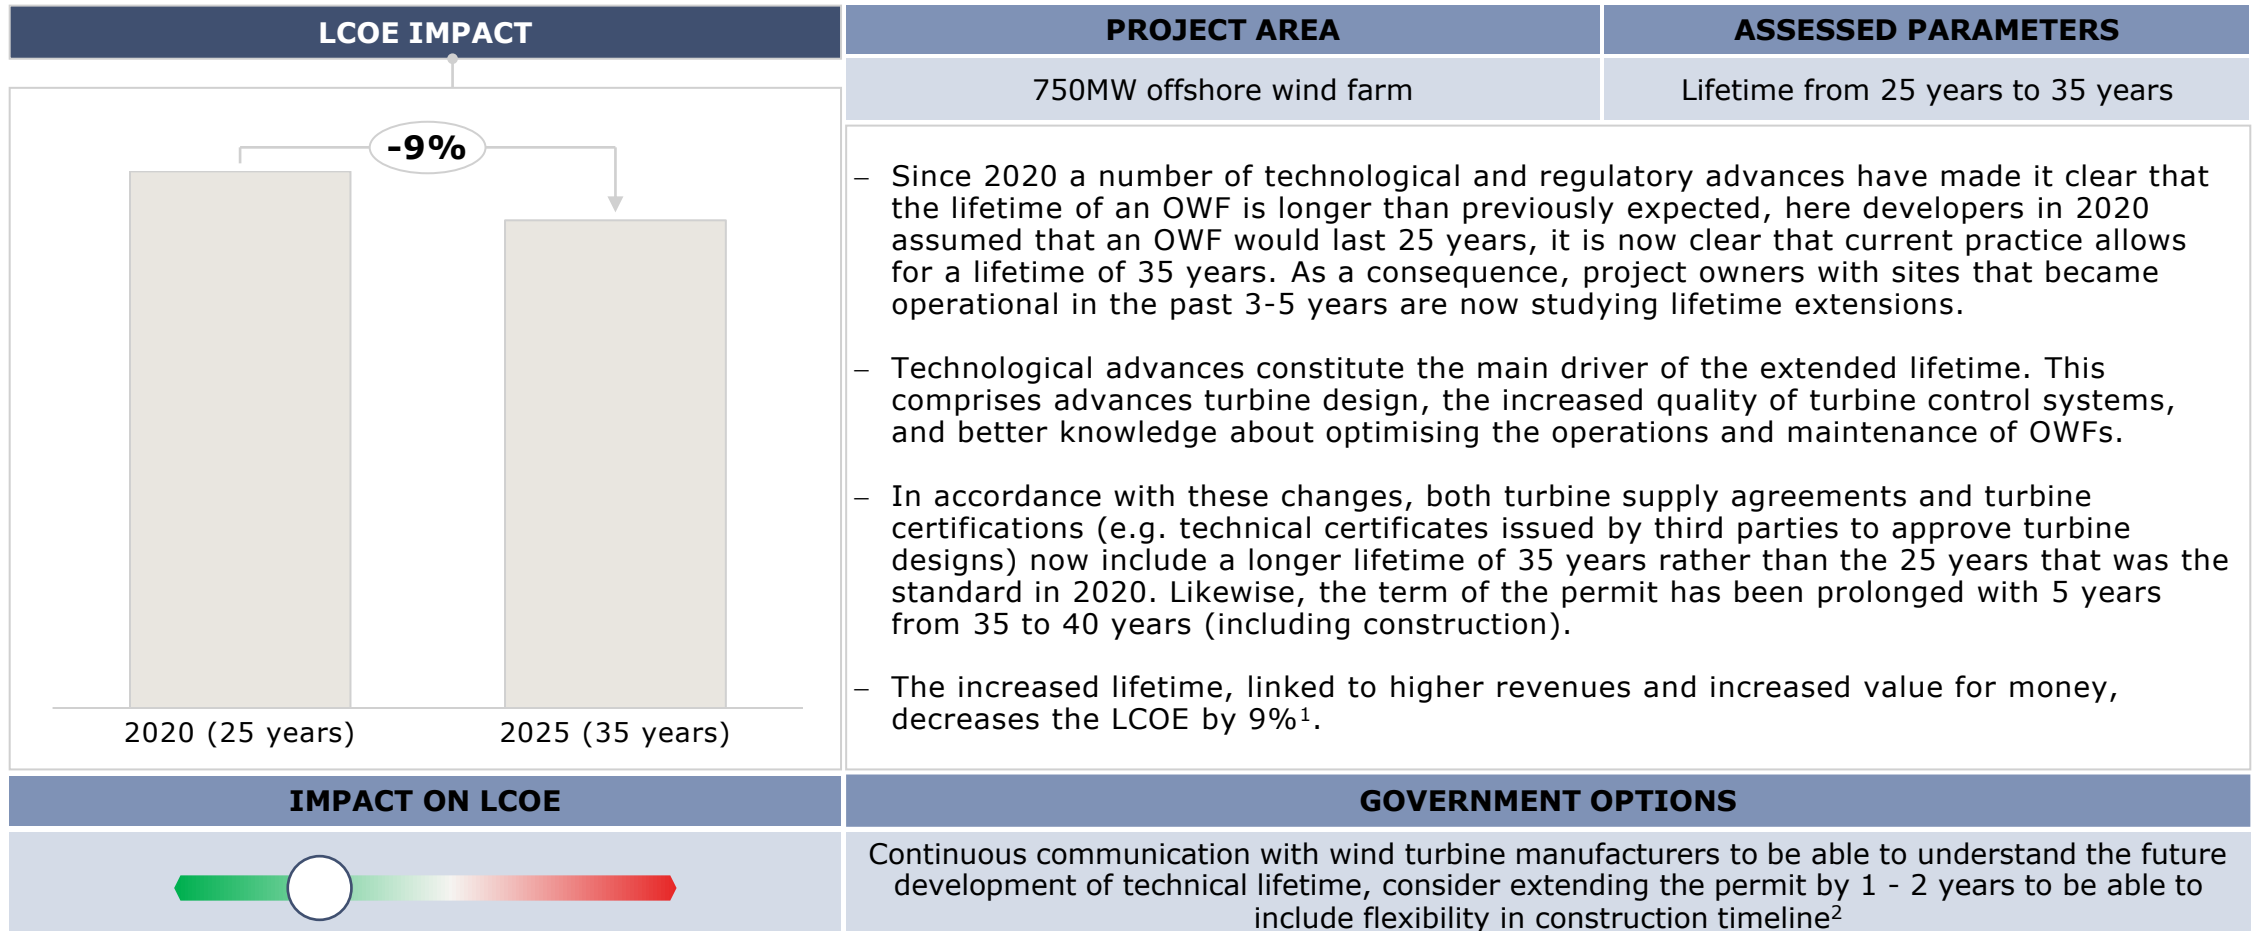 LCOE IMPACT
-9%
2020 (25 years)
2025 (35 years)
PROJECT AREA
ASSESSED PARAMETERS
750MW offshore wind farm
Lifetime from 25 years to 35 years
– Since 2020 a number of technological and regulatory advances have made it clear that
the lifetime of an OWF is longer than previously expected, here developers in 2020
assumed that an OWF would last 25 years, it is now clear that current practice allows
for a lifetime of 35 years. As a consequence, project owners with sites that became
operational in the past 3-5 years are now studying lifetime extensions.
– Technological advances constitute the main driver of the extended lifetime. This
comprises advances turbine design, the increased quality of turbine control systems,
and better knowledge about optimising the operations and maintenance of OWFs.
– In accordance with these changes, both turbine supply agreements and turbine
certifications (e.g. technical certificates issued by third parties to approve turbine
designs) now include a longer lifetime of 35 years rather than the 25 years that was the
standard in 2020. Likewise, the term of the permit has been prolonged with 5 years
from 35 to 40 years (including construction).
– The increased lifetime, linked to higher revenues and increased value for money,
decreases the LCOE by 9%¹.
IMPACT ON LCOE
GOVERNMENT OPTIONS
Continuous communication with wind turbine manufacturers to be able to understand the future
development of technical lifetime, consider extending the permit by 1 - 2 years to be able to
include flexibility in construction timeline²